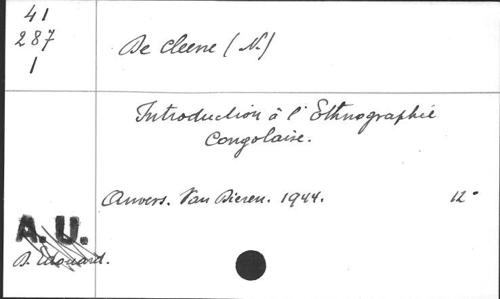 41
287
1
De Cleene (N.)
Introduction à l'Ethnographie
Congolaise.
Anvers. Van Dieren. 1944.
12°
A.U.
B. Edouard.